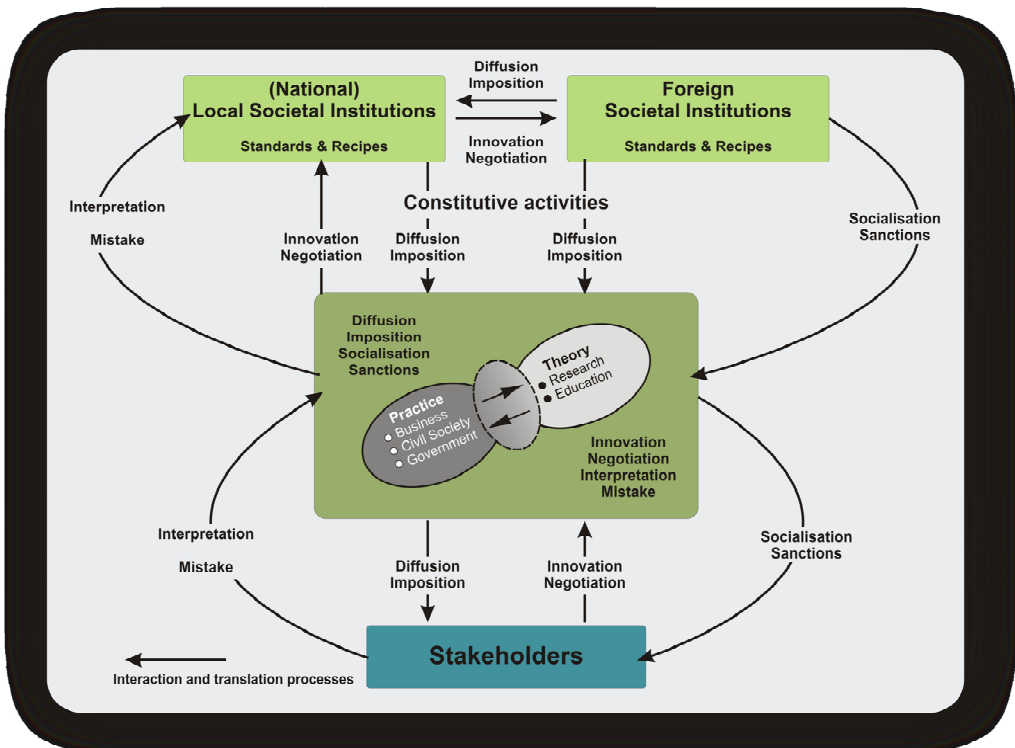 Diffusion
Imposition
(National)
Local Societal Institutions
Standards & Recipes
Foreign
Societal Institutions
Standards & Recipes
Innovation
Negotiation
Constitutive activities
Interpretation
Mistake
Innovation
Negotiation
Diffusion
Imposition
Diffusion
Imposition
Socialisation
Sanctions
Diffusion
Imposition
Socialisation
Sanctions
Theory
Research
Education
Practice
Business
Civil Society
Government
Innovation
Negotiation
Interpretation
Mistake
Interpretation
Mistake
Diffusion
Imposition
Innovation
Negotiation
Socialisation
Sanctions
Stakeholders
Interaction and translation processes